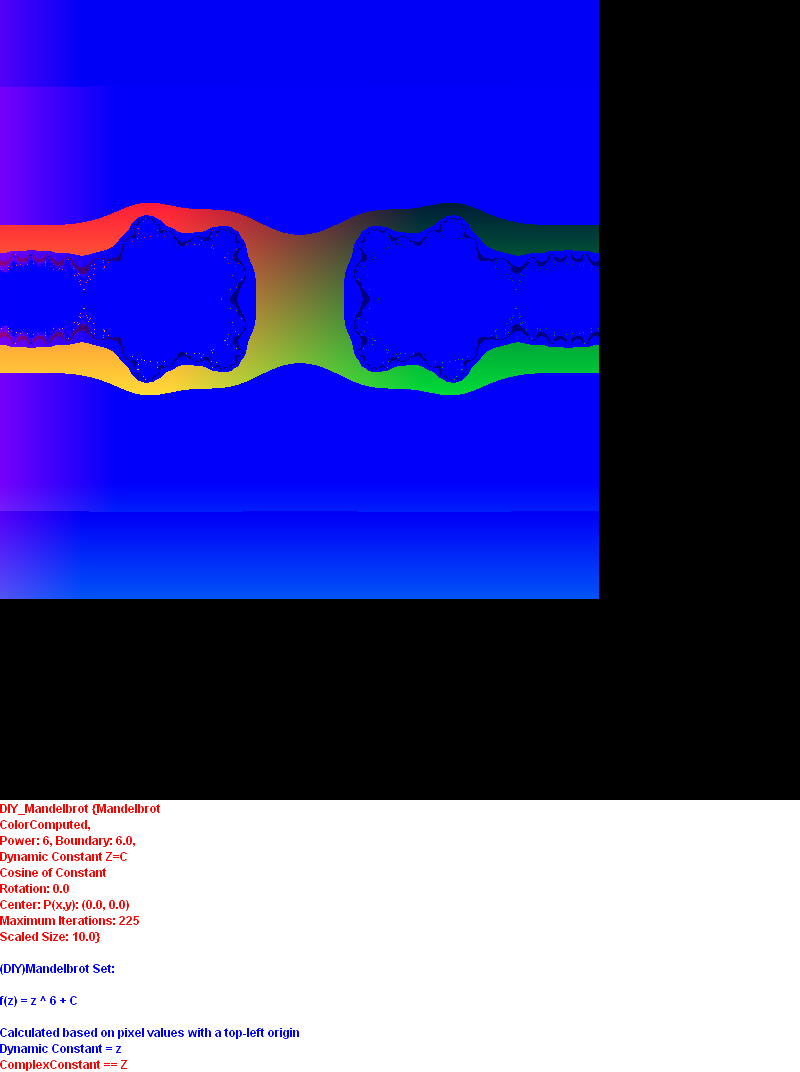 DIY_Mandelbrot {Mandelbrot
ColorComputed,
Power: 6, Boundary: 6.0,
Dynamic Constant Z=C
Cosine of Constant
Rotation: 0.0
Center: P(x,y): (0.0, 0.0)
Maximum Iterations: 225
Scaled Size: 10.0}
(DIY)Mandelbrot Set:
f(z) = z ^ 6 + C
Calculated based on pixel values with a top-left origin
Dynamic Constant = z
ComplexConstant == Z